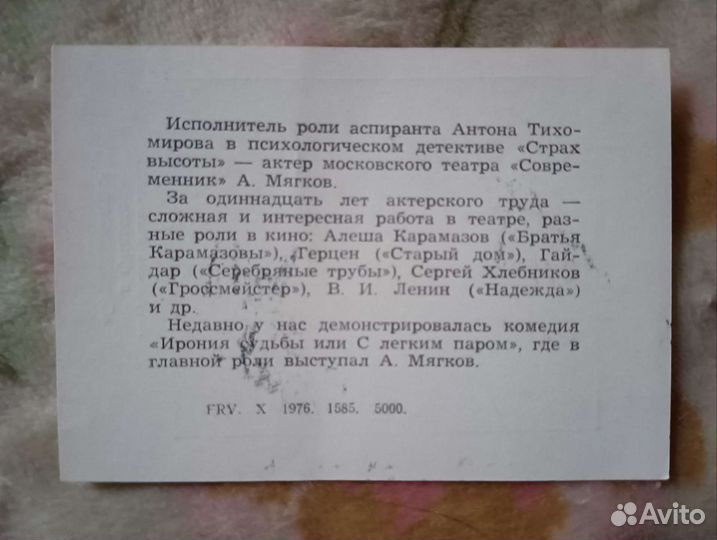 Исполнитель роли аспиранта Антона Тихо-
мирова в психологическом детективе «Страх
высоты» — актер московского театра «Совре-
менник» А. Мягков.
За одиннадцать лет актерского труда —
сложная и интересная работа в театре, раз-
ные роли в кино: Алеша Карамазов («Братья
Карамазовы»), Герцен («Старый дом»), Гай-
дар («Серебряные трубы»), Сергей Хлебников
(«Гроссмейстер»), В. И. Ленин («Надежда»)
и др.
Недавно у нас демонстрировалась комедия
«Ирония судьбы или С легким паром», где в
главной роли выступал А. Мягков.
FRV. X 1976. 1585. 5000.
Avito